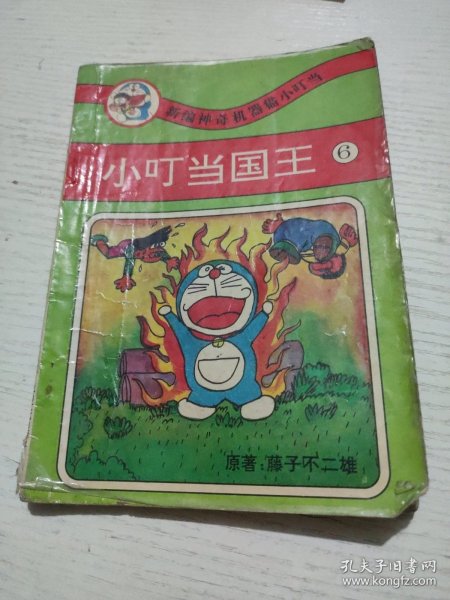 新编神奇机器猫小叮当
小叮当国王 6
原著:藤子不二雄
孔夫子旧书网
www.kongfz.com